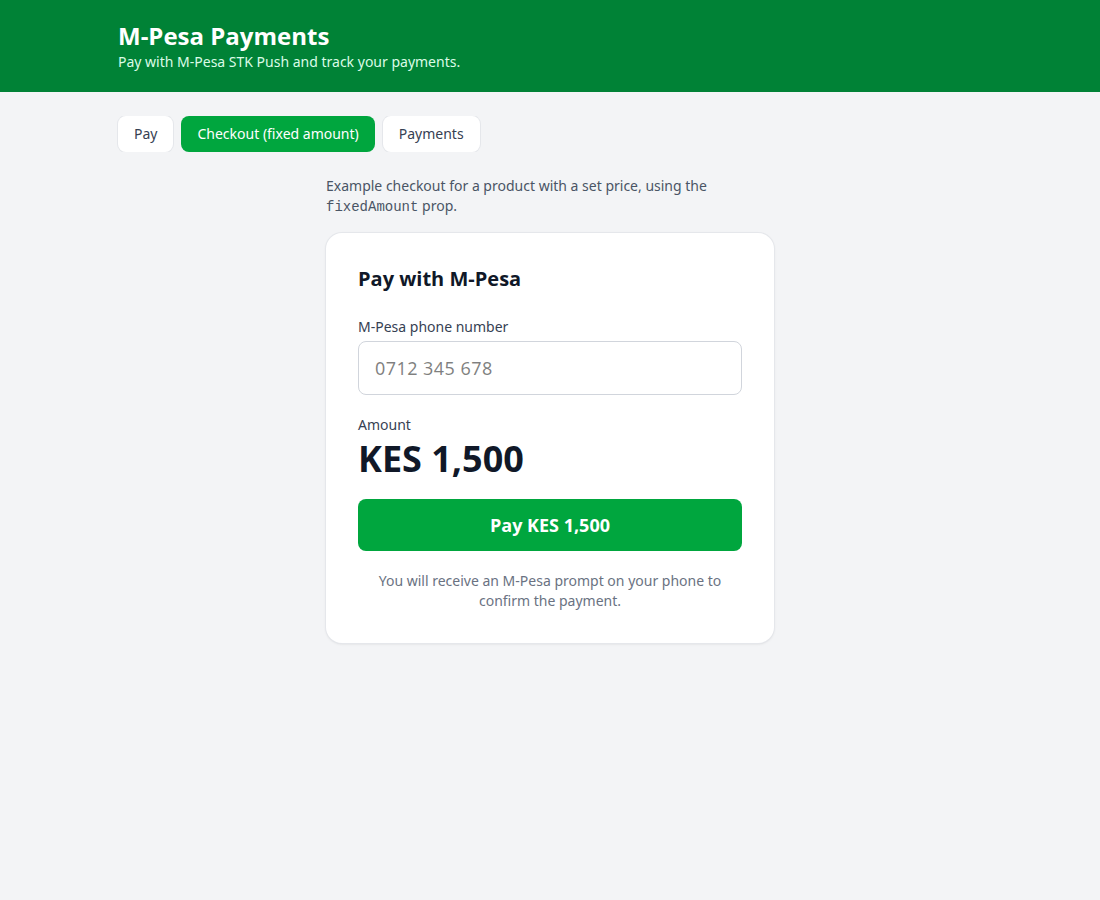 M-Pesa Payments
Pay with M-Pesa STK Push and track your payments.
Pay
Checkout (fixed amount)
Payments
Example checkout for a product with a set price, using the
fixedAmount prop.
Pay with M-Pesa
M-Pesa phone number
0712 345 678
Amount
KES 1,500
Pay KES 1,500
You will receive an M-Pesa prompt on your phone to
confirm the payment.